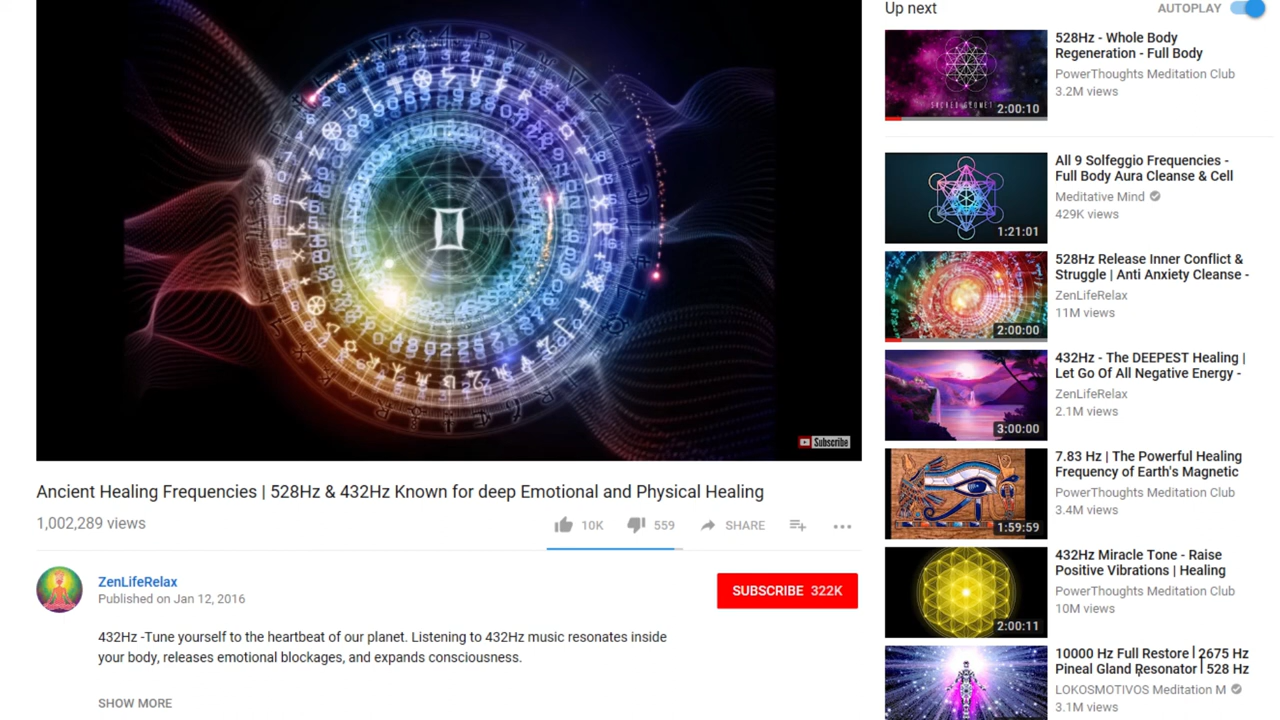 Up next
AUTOPLAY
528Hz - Whole Body
Regeneration - Full Body
PowerThoughts Meditation Club
3.2M views
2:00:10
All 9 Solfeggio Frequencies -
Full Body Aura Cleanse & Cell
Meditative Mind
429K views
1:21:01
528Hz Release Inner Conflict &
Struggle | Anti Anxiety Cleanse -
ZenLifeRelax
11M views
2:00:00
432Hz - The DEEPEST Healing |
Let Go Of All Negative Energy -
ZenLifeRelax
2.1M views
3:00:00
7.83 Hz | The Powerful Healing
Frequency of Earth's Magnetic
PowerThoughts Meditation Club
3.4M views
1:59:59
432Hz Miracle Tone - Raise
Positive Vibrations | Healing
PowerThoughts Meditation Club
10M views
2:00:11
10000 Hz Full Restore | 2675 Hz
Pineal Gland Resonator | 528 Hz
LOKOSMOTIVOS Meditation M
3.1M views
Subscribe
Ancient Healing Frequencies | 528Hz & 432Hz Known for deep Emotional and Physical Healing
1,002,289 views
10K
559
SHARE
ZenLifeRelax
Published on Jan 12, 2016
SUBSCRIBE 322K
432Hz -Tune yourself to the heartbeat of our planet. Listening to 432Hz music resonates inside
your body, releases emotional blockages, and expands consciousness.
SHOW MORE